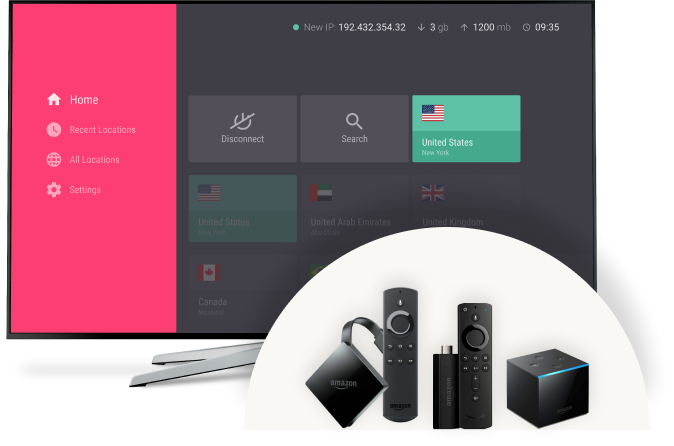 New IP: 192.432.354.32 3 gb 1200 mb 09:35
Home
Recent Locations
All Locations
Settings
Disconnect
Search
United States
New York
United States
New York
United Arab Emirates
Abu Dhabi
United Kingdom
Canada
Montreal
amazon
amazon
amazon
amazon